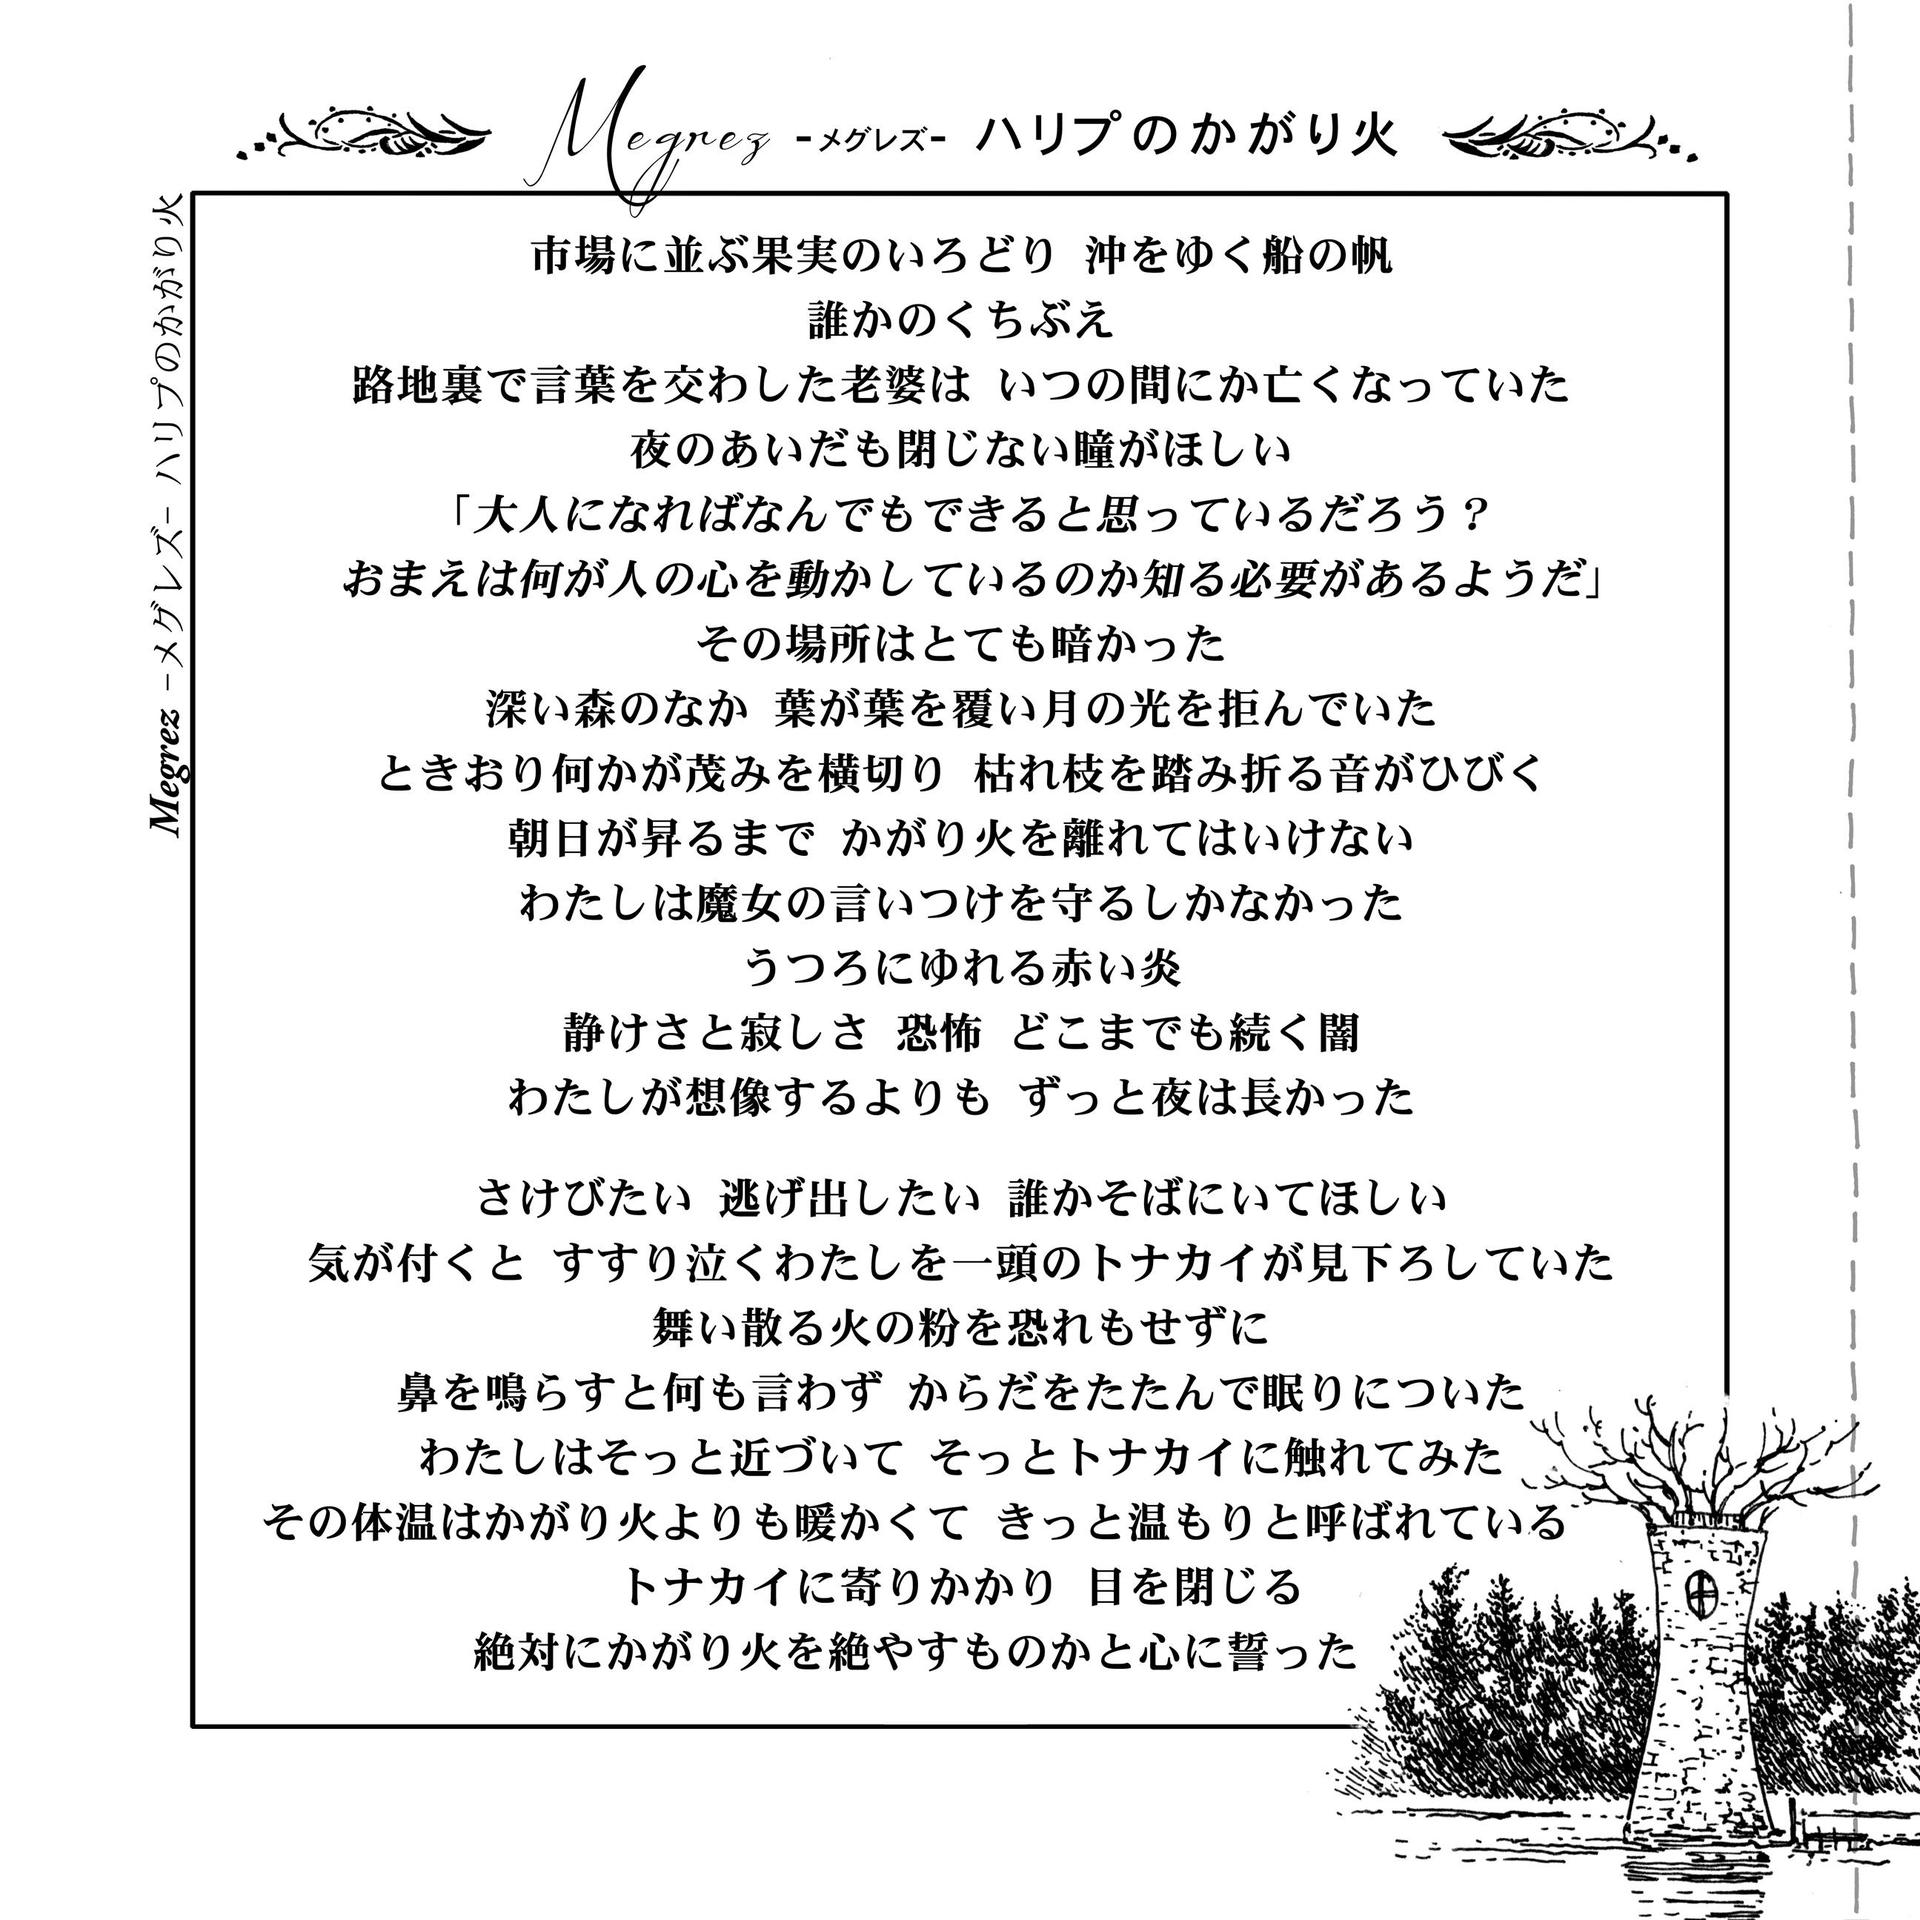 Megrez -メグレズ- ハリプのかがり火
市場に並ぶ果実のいろどり 沖をゆく船の帆
誰かのくちぶえ
路地裏で言葉を交わした老婆は いつの間にか亡くなっていた
夜のあいだも閉じない瞳がほしい
「大人になればなんでもできると思っているだろう？
おまえは何が人の心を動かしているのか知る必要があるようだ」
その場所はとても暗かった
深い森のなか 葉が葉を覆い月の光を拒んでいた
ときおり何かが茂みを横切り 枯れ枝を踏み折る音がひびく
朝日が昇るまで かがり火を離れてはいけない
わたしは魔女の言いつけを守るしかなかった
うつろにゆれる赤い炎
静けさと寂しさ 恐怖 どこまでも続く闇
わたしが想像するよりも ずっと夜は長かった
さけびたい 逃げ出したい 誰かそばにいてほしい
気が付くと すすり泣くわたしを一頭のトナカイが見下ろしていた
舞い散る火の粉を恐れもせずに
鼻を鳴らすと何も言わず からだをたたんで眠りについた
わたしはそっと近づいて そっとトナカイに触れてみた
その体温はかがり火よりも暖かくて きっと温もりと呼ばれている
トナカイに寄りかかり 目を閉じる
絶対にかがり火を絶やすものかと心に誓った
Megrez -メグレズ- ハリプのかがり火